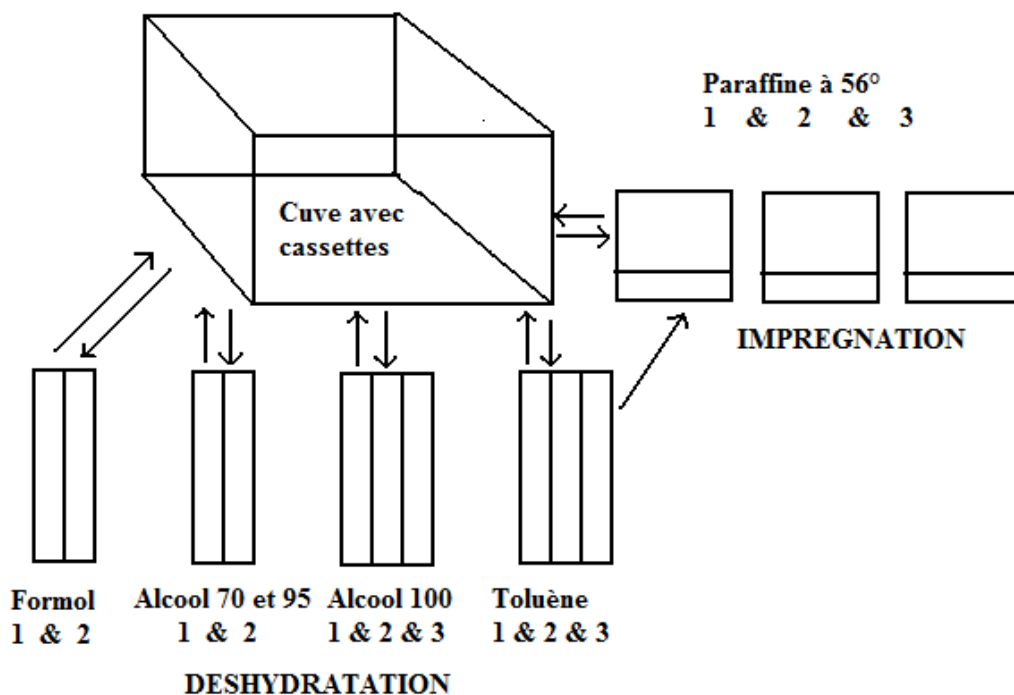 Paraffine à 56°
1 & 2 & 3
Cuve avec
cassettes
IMPREGNATION
Formol
1 & 2
Alcool 70 et 95
1 & 2
Alcool 100
1 & 2 & 3
Toluène
1 & 2 & 3
DESHYDRATATION